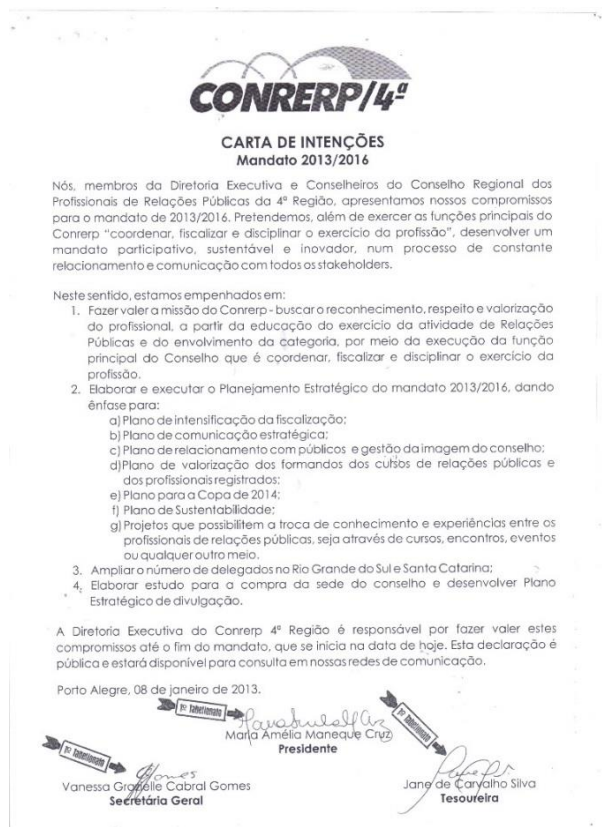 CONRERP/4ª
CARTA DE INTENÇÕES
Mandato 2013/2016
Nós, membros da Diretoria Executiva e Conselheiros do Conselho Regional dos
Profissionais de Relações Públicas da 4ª Região, apresentamos nossos compromissos
para o mandato de 2013/2016. Pretendemos, além de exercer as funções principais do
Conrerp “coordenar, fiscalizar e disciplinar o exercício da profissão”, desenvolver um
mandato participativo, sustentável e inovador, num processo de constante
relacionamento e comunicação com todos os stakeholders.
Neste sentido, estamos empenhados em:
1. Fazer valer a missão do Conrerp - buscar o reconhecimento, respeito e valorização
do profissional, a partir da educação do exercício da atividade de Relações
Públicas e do envolvimento da categoria, por meio da execução da função
principal do Conselho que é coordenar, fiscalizar e disciplinar o exercício da
profissão.
2. Elaborar e executar o Planejamento Estratégico do mandato 2013/2016, dando
ênfase para:
a) Plano de intensificação da fiscalização;
b) Plano de comunicação estratégica;
c) Plano de relacionamento com públicos e gestão da imagem do conselho;
d) Plano de valorização dos formandos dos cursos de relações públicas e
dos profissionais registrados;
e) Plano para a Copa de 2014;
f) Plano de Sustentabilidade;
g) Projetos que possibilitem a troca de conhecimento e experiências entre os
profissionais de relações públicas, seja através de cursos, encontros, eventos
ou qualquer outro meio.
3. Ampliar o número de delegados no Rio Grande do Sul e Santa Catarina;
4. Elaborar estudo para a compra da sede do conselho e desenvolver Plano
Estratégico de divulgação.
A Diretoria Executiva do Conrerp 4ª Região é responsável por fazer valer estes
compromissos até o fim do mandato, que se inicia na data de hoje. Esta declaração é
pública e estará disponível para consulta em nossas redes de comunicação.
Porto Alegre, 08 de janeiro de 2013.
1º Tabelionato
1º Tabelionato
Maria Amélia Maneque Cruz
Presidente
1º Tabelionato
Vanessa Grazielle Cabral Gomes
Secretária Geral
Jane de Carvalho Silva
Tesoureira